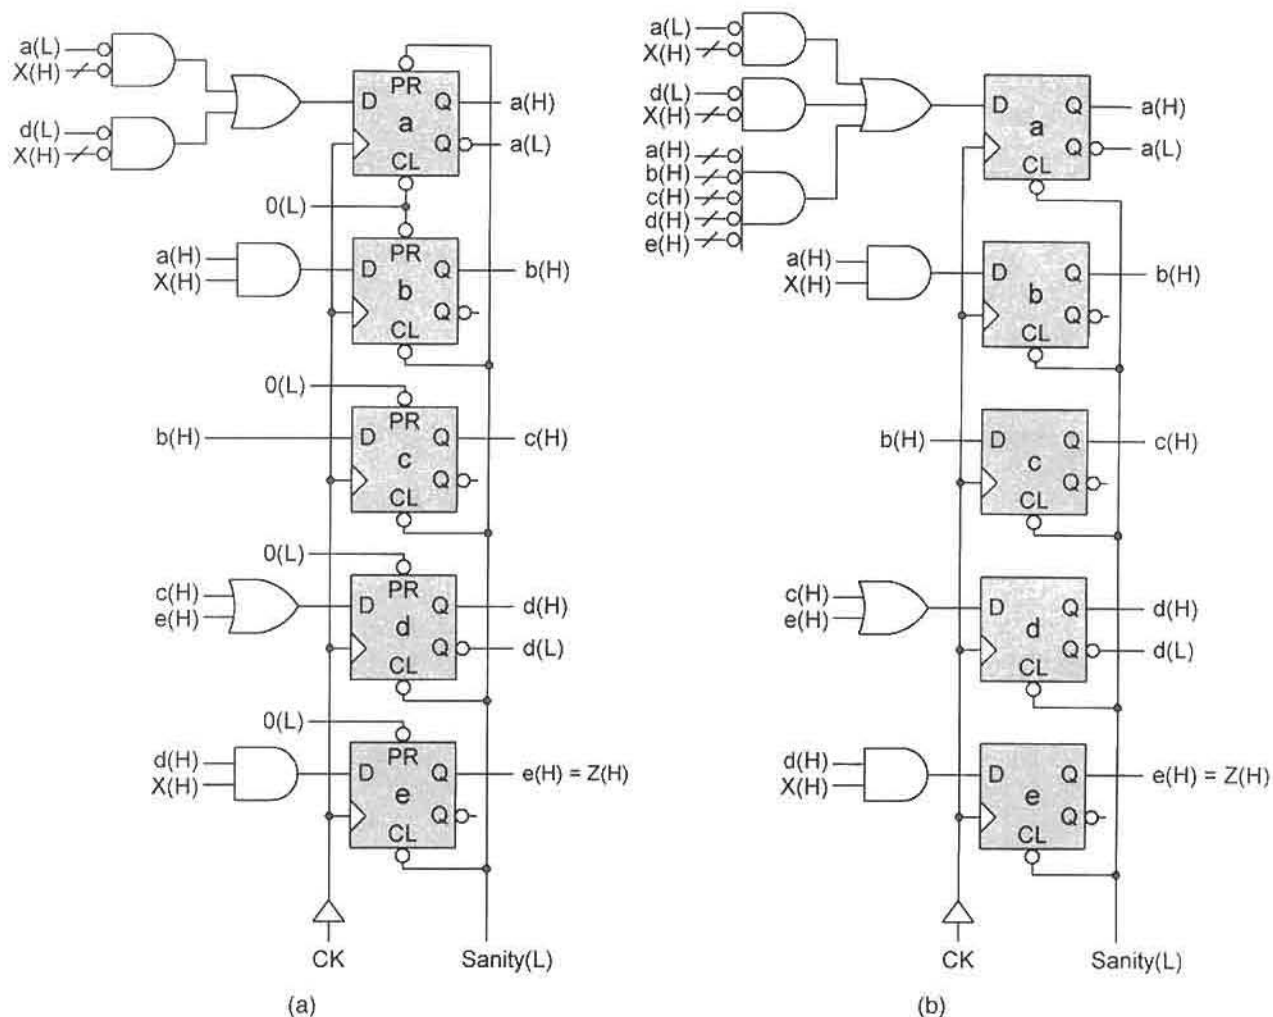 a(L)
X(H)
d(L)
X(H)
PR
D
Q
a
Q
CL
a(H)
a(L)
0(L)
a(H)
X(H)
PR
D
Q
b
Q
CL
b(H)
0(L)
b(H)
PR
D
Q
c
Q
CL
c(H)
0(L)
c(H)
e(H)
PR
D
Q
d
Q
CL
d(H)
d(L)
0(L)
d(H)
X(H)
PR
D
Q
e
Q
CL
e(H) = Z(H)
CK
Sanity(L)
(a)
a(L)
X(H)
d(L)
X(H)
a(H)
b(H)
c(H)
d(H)
e(H)
D
Q
a
Q
CL
a(H)
a(L)
a(H)
X(H)
D
Q
b
Q
CL
b(H)
b(H)
D
Q
c
Q
CL
c(H)
c(H)
e(H)
D
Q
d
Q
CL
d(H)
d(L)
d(H)
X(H)
D
Q
e
Q
CL
e(H) = Z(H)
CK
Sanity(L)
(b)